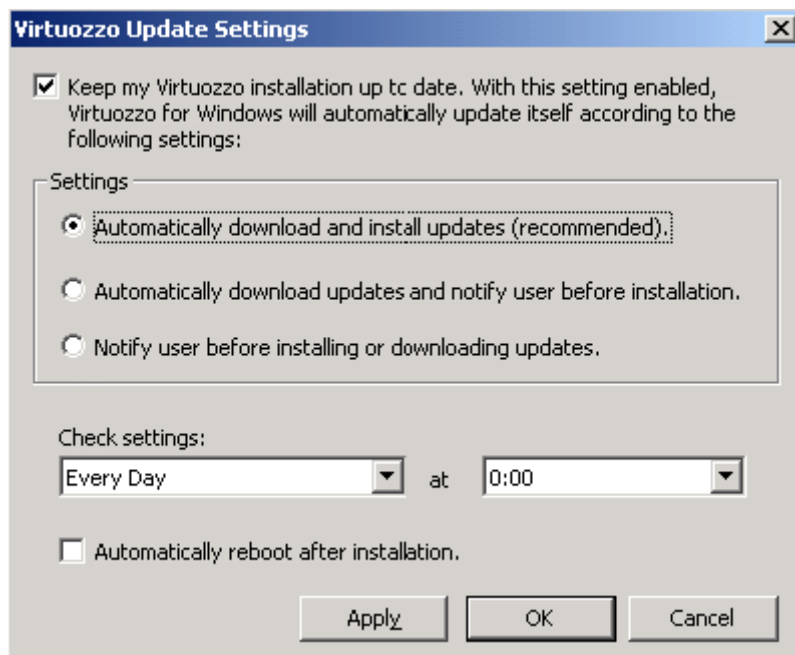 Virtuozzo Update Settings
Keep my Virtuozzo installation up tc date. With this setting enabled,
Virtuozzo for Windows will automatically update itself according to the
following settings:
Settings
Automatically download and install updates (recommended).
Automatically download updates and notify user before installation.
Notify user before installing or downloading updates.
Check settings:
Every Day at 0:00
Automatically reboot after installation.
Apply OK Cancel